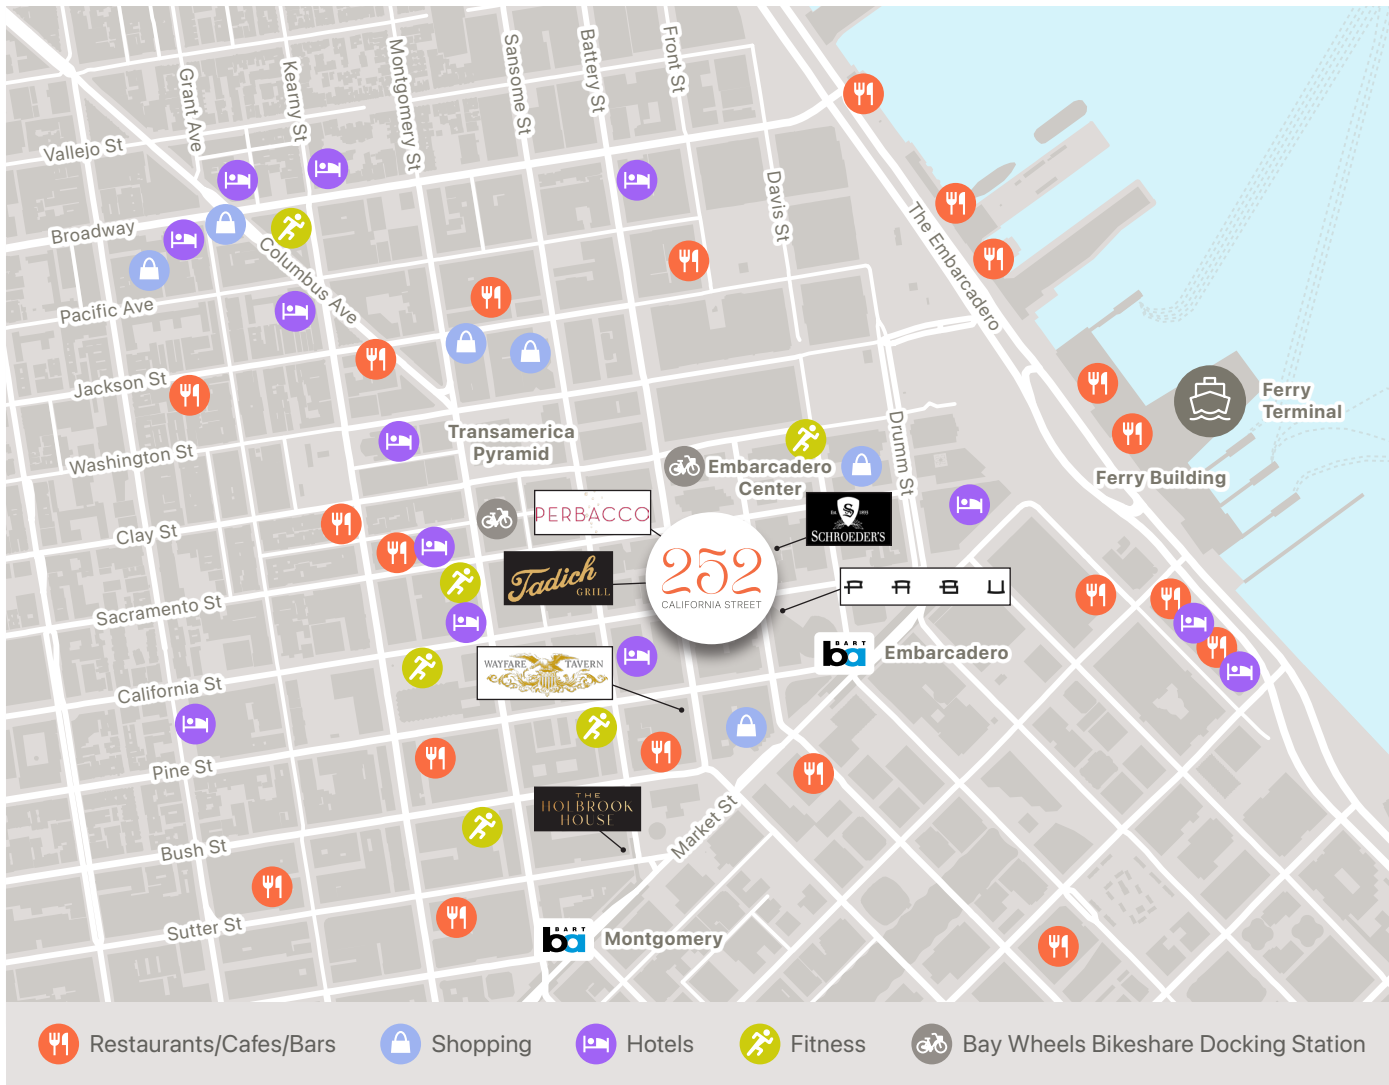 Grant Ave
Kearny St
Montgomery St
Sansome St
Battery St
Front St
Vallejo St
Davis St
Broadway
The Embarcadero
Columbus Ave
Pacific Ave
Jackson St
Ferry
Terminal
Transamerica
Pyramid
Washington St
Drumm St
Embarcadero
Center
Ferry Building
Clay St
PERBACCO
S
Est. 1893
SCHROEDER'S
252
CALIFORNIA STREET
Tadich
GRILL
PABU
Sacramento St
BART
ba
Embarcadero
WAYFARE TAVERN
California St
Pine St
THE
HOLBROOK
HOUSE
Market St
Bush St
Sutter St
BART
ba
Montgomery
Restaurants/Cafes/Bars
Shopping
Hotels
Fitness
Bay Wheels Bikeshare Docking Station